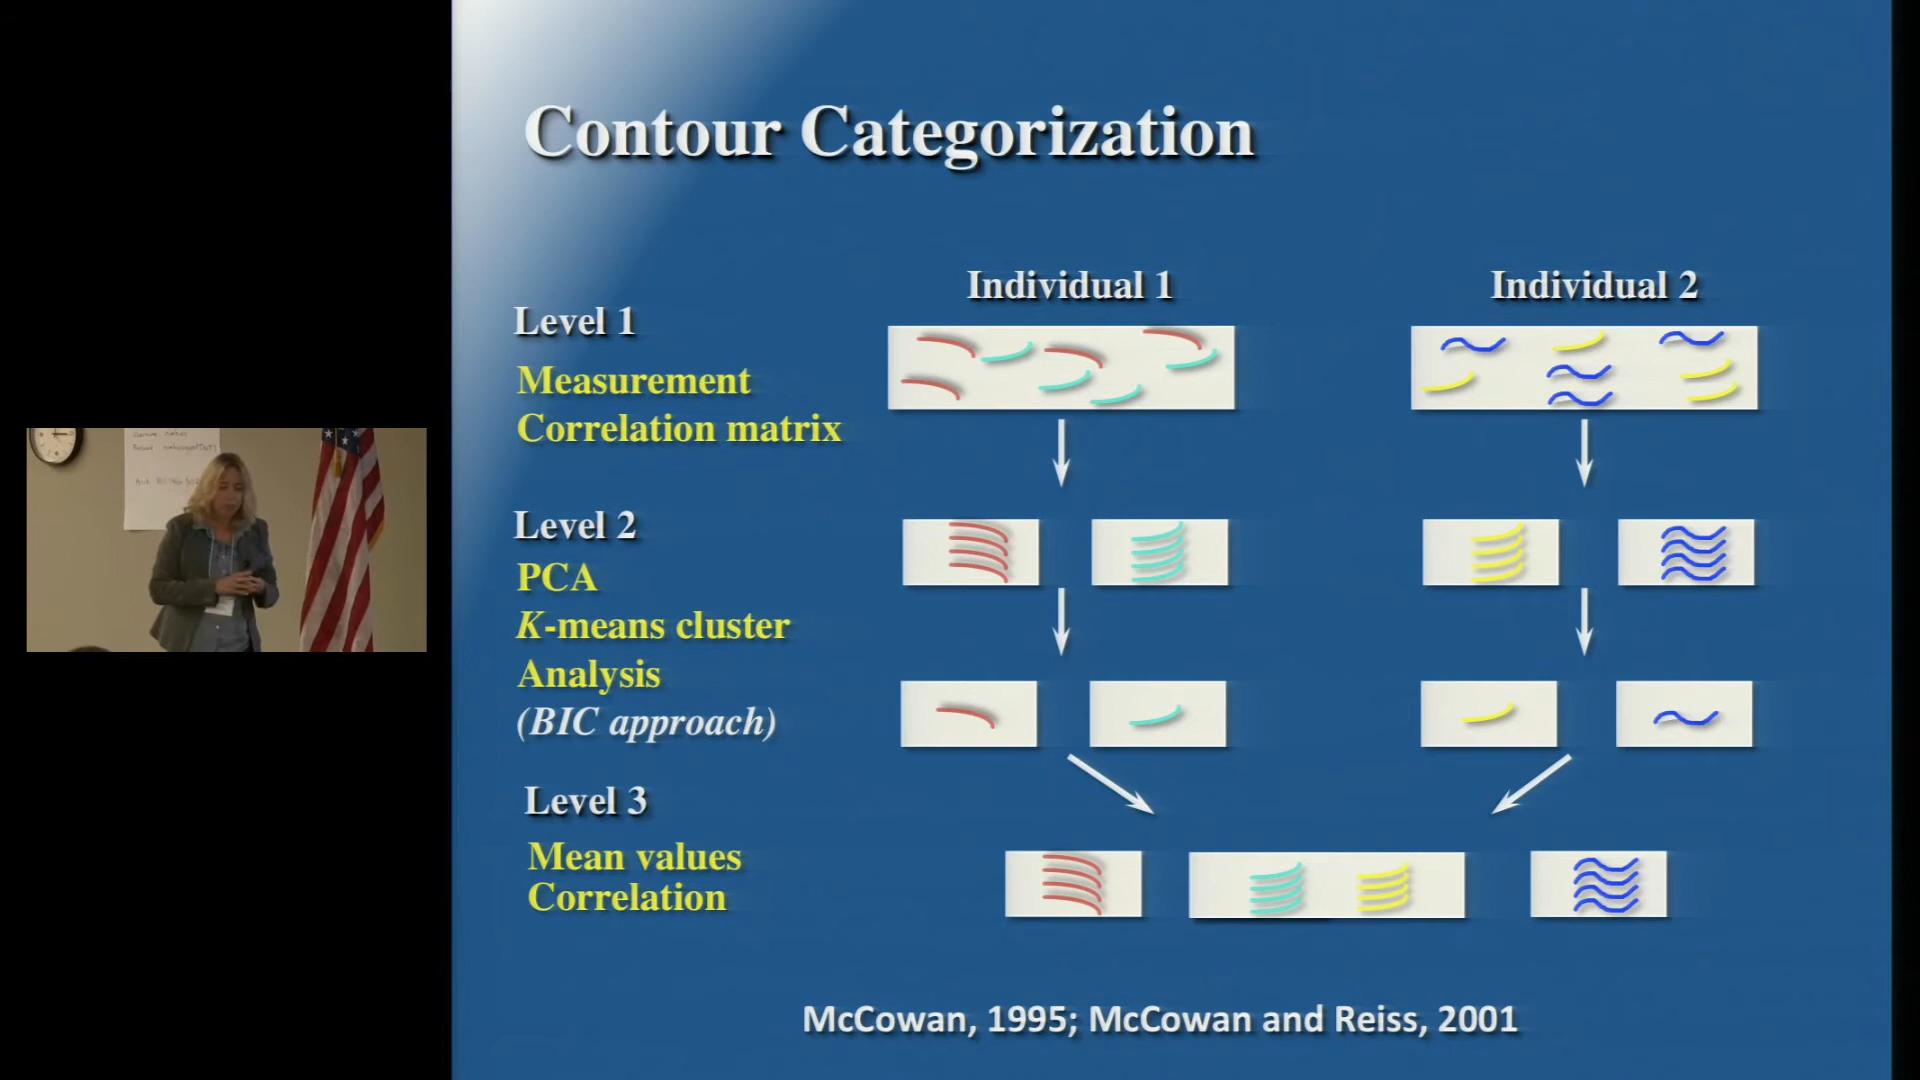 Contour Categorization
Individual 1
Individual 2
Level 1
Measurement
Correlation matrix
Level 2
PCA
K-means cluster
Analysis
(BIC approach)
Level 3
Mean values
Correlation
McCowan, 1995; McCowan and Reiss, 2001